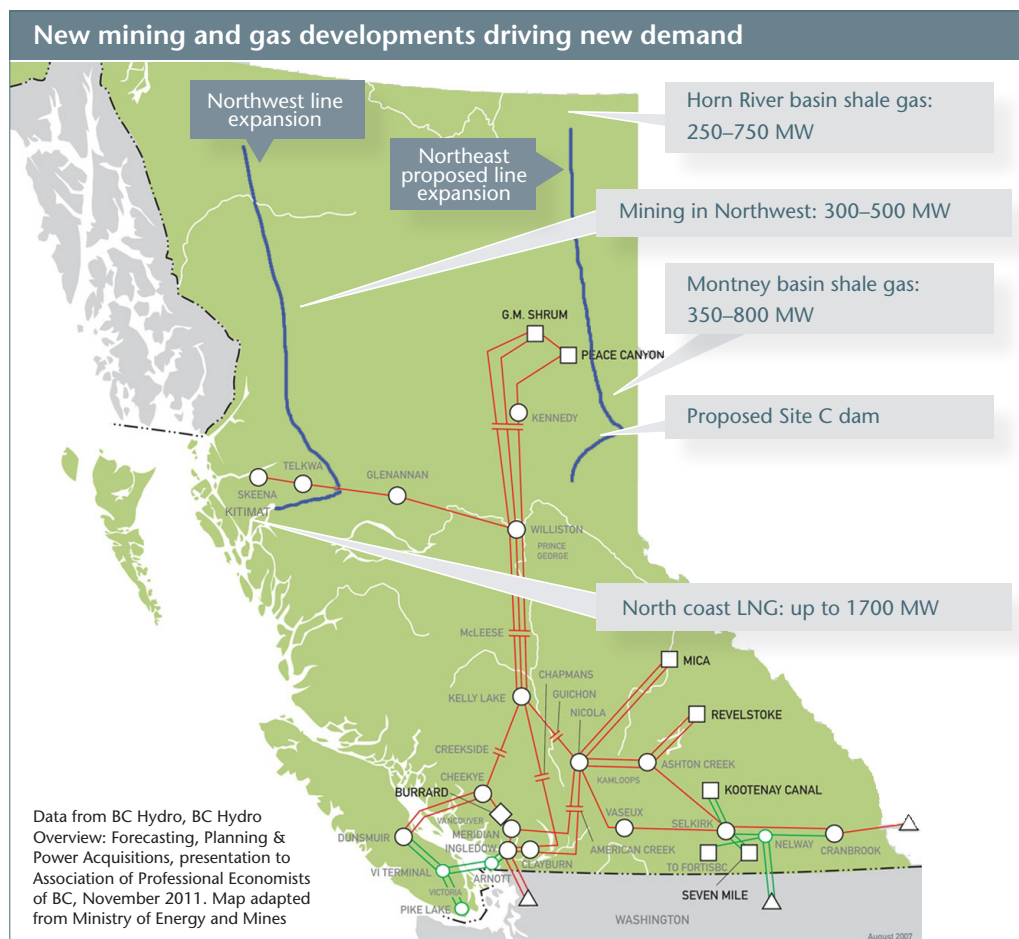 New mining and gas developments driving new demand
Northwest line
expansion
Northeast
proposed line
expansion
Horn River basin shale gas:
250–750 MW
Mining in Northwest: 300–500 MW
Montney basin shale gas:
350–800 MW
Proposed Site C dam
North coast LNG: up to 1700 MW
G.M. SHRUM
PEACE CANYON
KENNEDY
TELKWA
GLENANNAN
SKEENA
KITIMAT
WILLISTON
PRINCE
GEORGE
McLEESE
MICA
CHAPMANS
KELLY LAKE
GUICHON
NICOLA
REVELSTOKE
CREEKSIDE
ASHTON CREEK
KAMLOOPS
CHEEKYE
BURRARD
KOOTENAY CANAL
VANCOUVER
VASEUX
SELKIRK
DUNSMUIR
MERIDIAN
INGLEDOW
CLAYBURN
AMERICAN CREEK
NELWAY
CRANBROOK
VI TERMINAL
ARNOTT
TO FORTISBC
VICTORIA
SEVEN MILE
PIKE LAKE
WASHINGTON
August 2007
Data from BC Hydro, BC Hydro
Overview: Forecasting, Planning &
Power Acquisitions, presentation to
Association of Professional Economists
of BC, November 2011. Map adapted
from Ministry of Energy and Mines